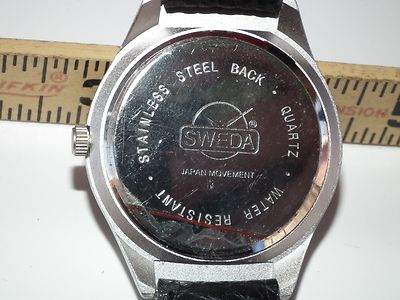 STAINLESS STEEL BACK • QUARTZ • WATER RESISTANT •
SWEDA®
JAPAN MOVEMENT